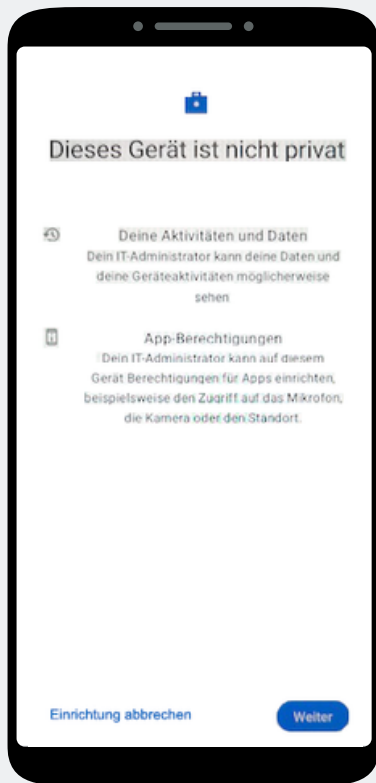 Dieses Gerät ist nicht privat
Deine Aktivitäten und Daten
Dein IT-Administrator kann deine Daten und
deine Geräteaktivitäten möglicherweise
sehen
App-Berechtigungen
Dein IT-Administrator kann auf diesem
Gerät Berechtigungen für Apps einrichten,
beispielsweise den Zugriff auf das Mikrofon,
die Kamera oder den Standort.
Einrichtung abbrechen
Weiter